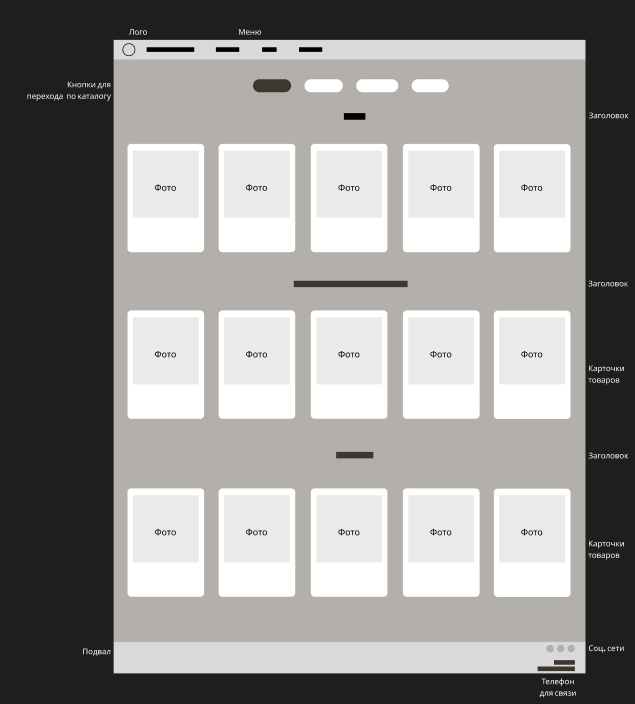 Лого
Меню
Кнопки для
перехода по каталогу
Заголовок
Фото
Фото
Фото
Фото
Фото
Заголовок
Фото
Фото
Фото
Фото
Фото
Карточки
товаров
Заголовок
Фото
Фото
Фото
Фото
Фото
Карточки
товаров
Подвал
Соц. сети
Телефон
для связи